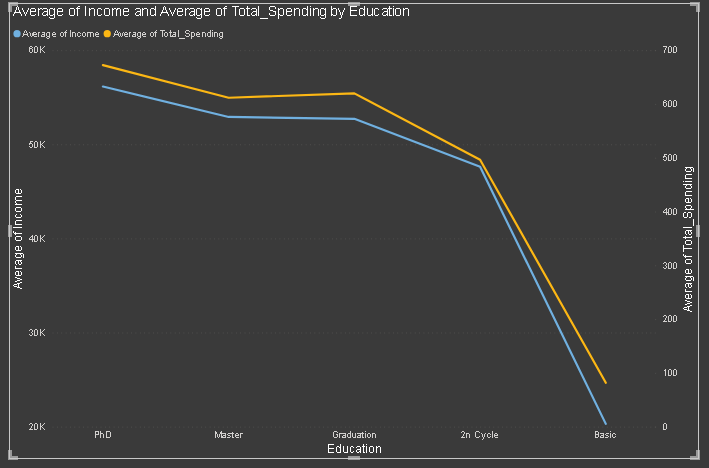 Average of Income and Average of Total_Spending by Education
Average of Income Average of Total_Spending
60K
50K
40K
30K
20K
Average of Income
700
600
500
400
300
200
100
0
Average of Total_Spending
PhD Master Graduation 2n Cycle Basic
Education